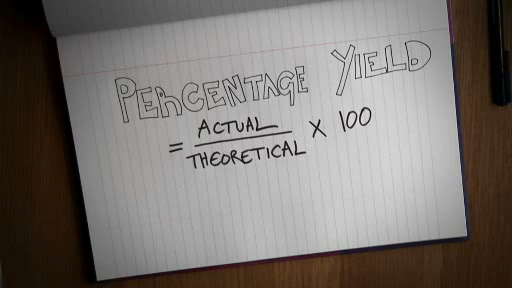 PERCENTAGE YIELD
= ACTUAL
THEORETICAL × 100